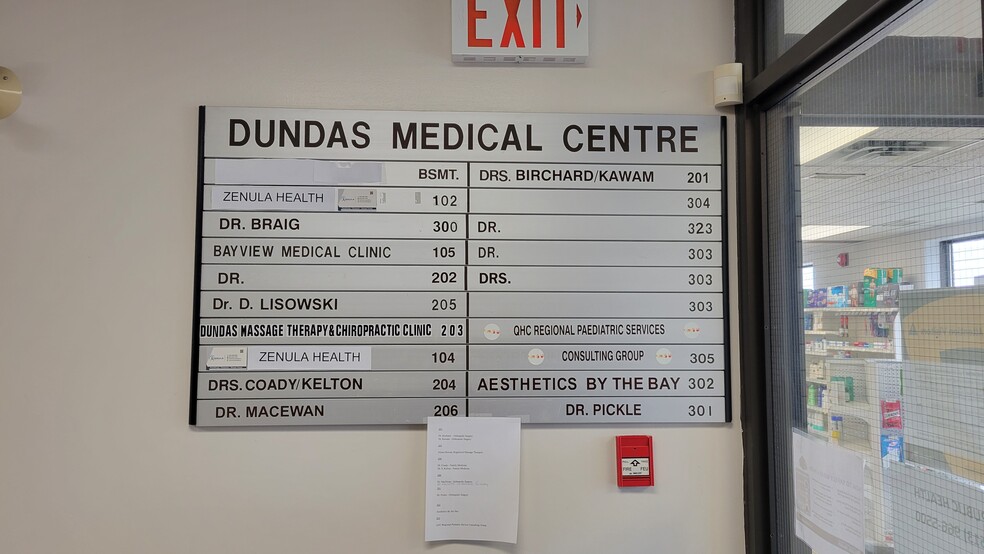 EXIT
DUNDAS MEDICAL CENTRE
BSMT.
ZENULA HEALTH 102
DR. BRAIG 300
BAYVIEW MEDICAL CLINIC 105
DR. 202
Dr. D. LISOWSKI 205
DUNDAS MASSAGE THERAPY&CHIROPRACTIC CLINIC 203
ZENULA HEALTH 104
DRS. COADY/KELTON 204
DR. MACEWAN 206
DRS. BIRCHARD/KAWAM 201
304
DR. 323
DR. 303
DRS. 303
303
QHC REGIONAL PAEDIATRIC SERVICES
CONSULTING GROUP 305
AESTHETICS BY THE BAY 302
DR. PICKLE 301
FIRE FEU
PUBLIC HEALTH